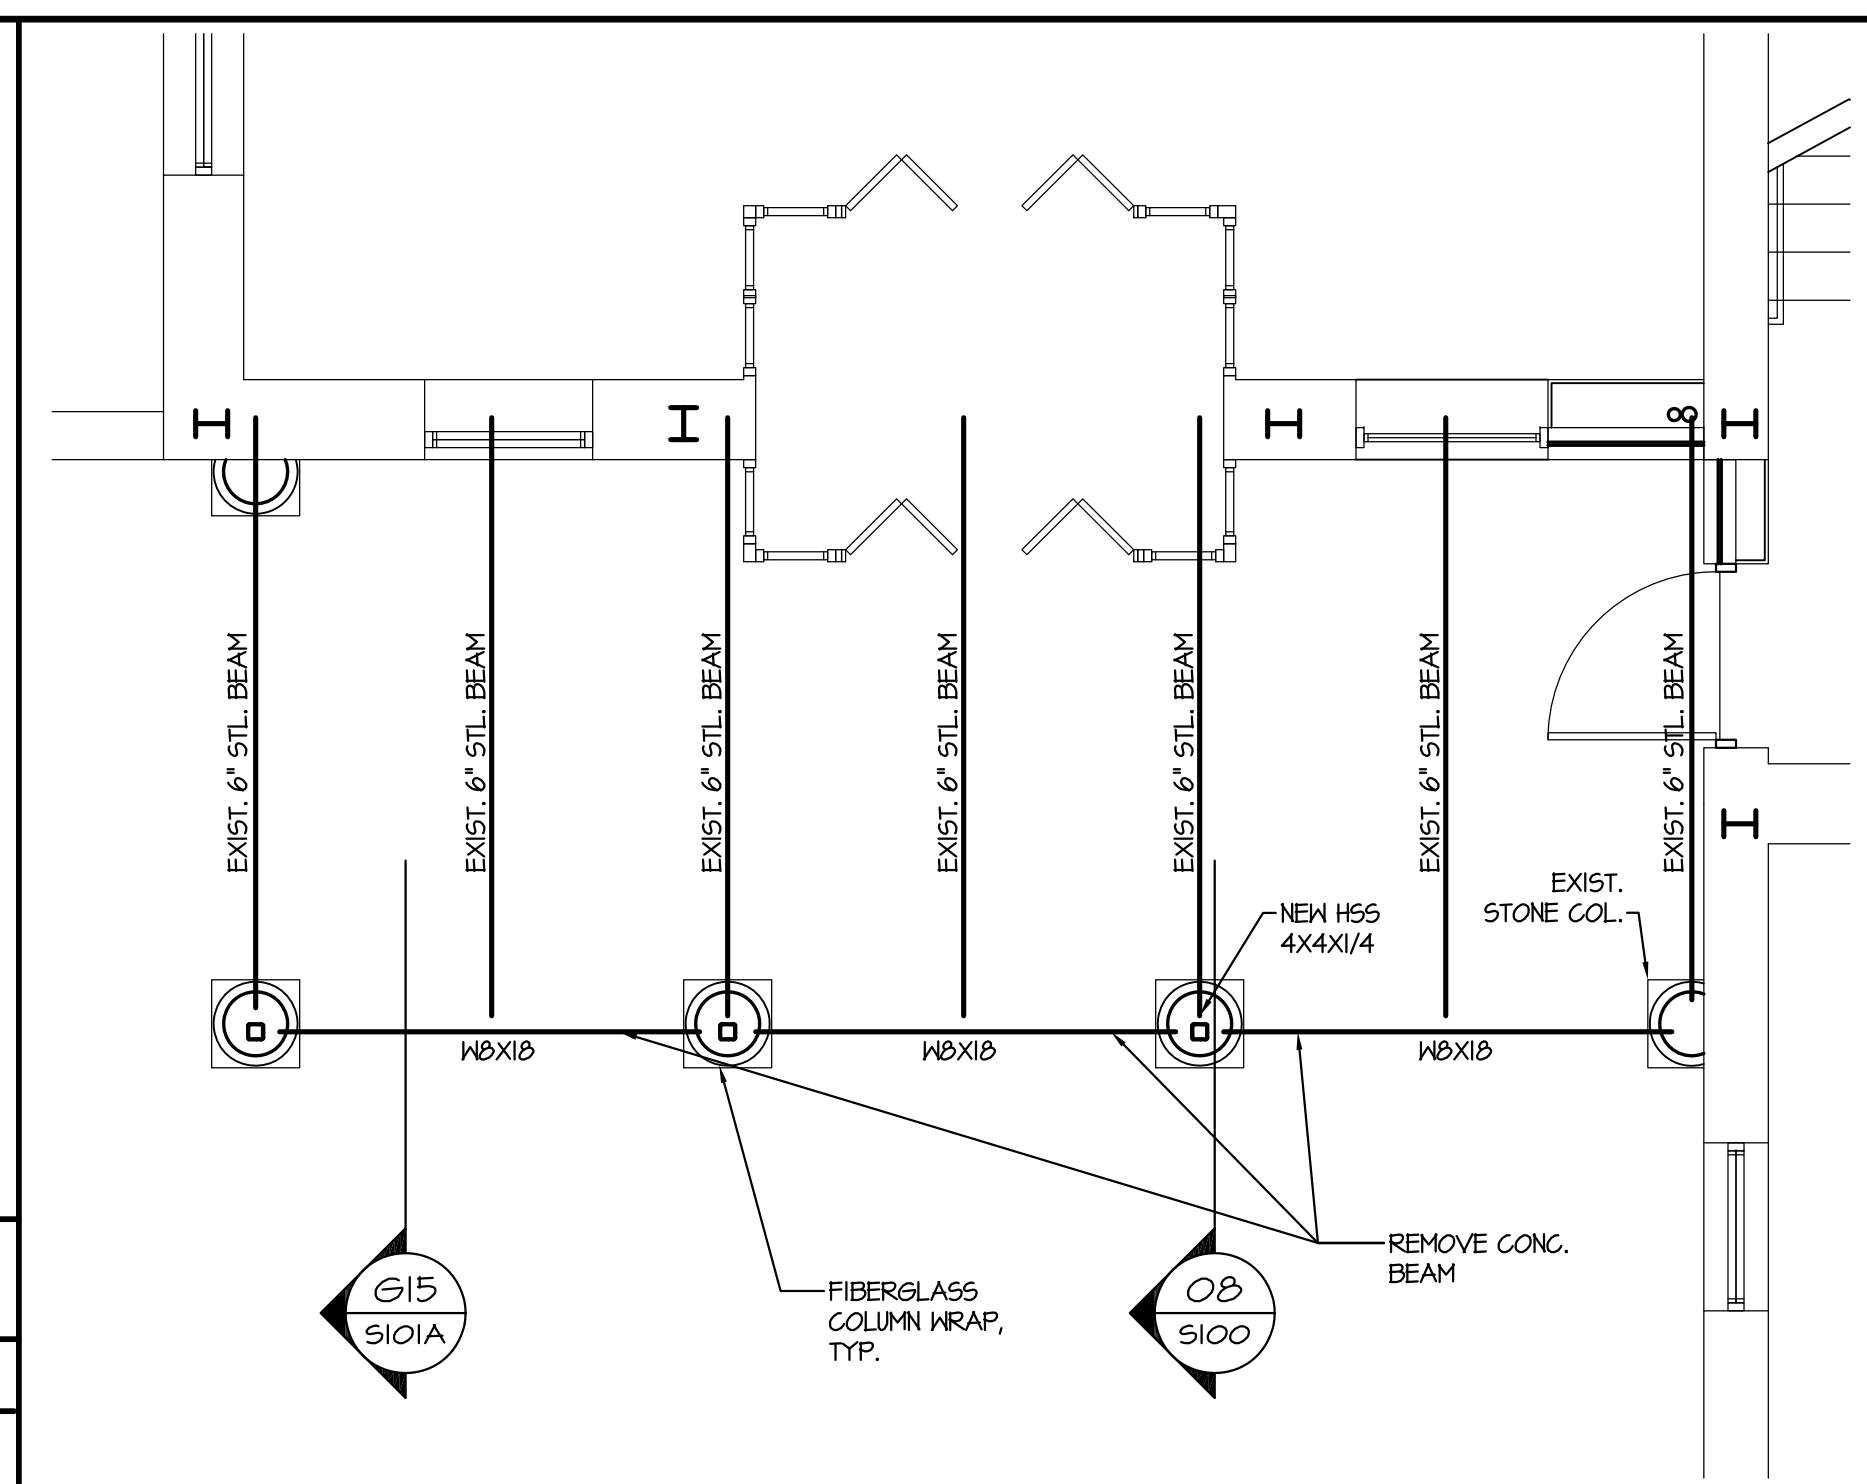 8
EXIST. 6" STL. BEAM
EXIST. 6" STL. BEAM
EXIST. 6" STL. BEAM
EXIST. 6" STL. BEAM
EXIST. 6" STL. BEAM
EXIST. 6" STL. BEAM
EXIST. 6" STL. BEAM
EXIST.
STONE COL.
NEW HSS
4X4X1/4
W8X18
W8X18
W8X18
REMOVE CONC.
BEAM
FIBERGLASS
COLUMN WRAP,
TYP.
G15
S101A
08
S100